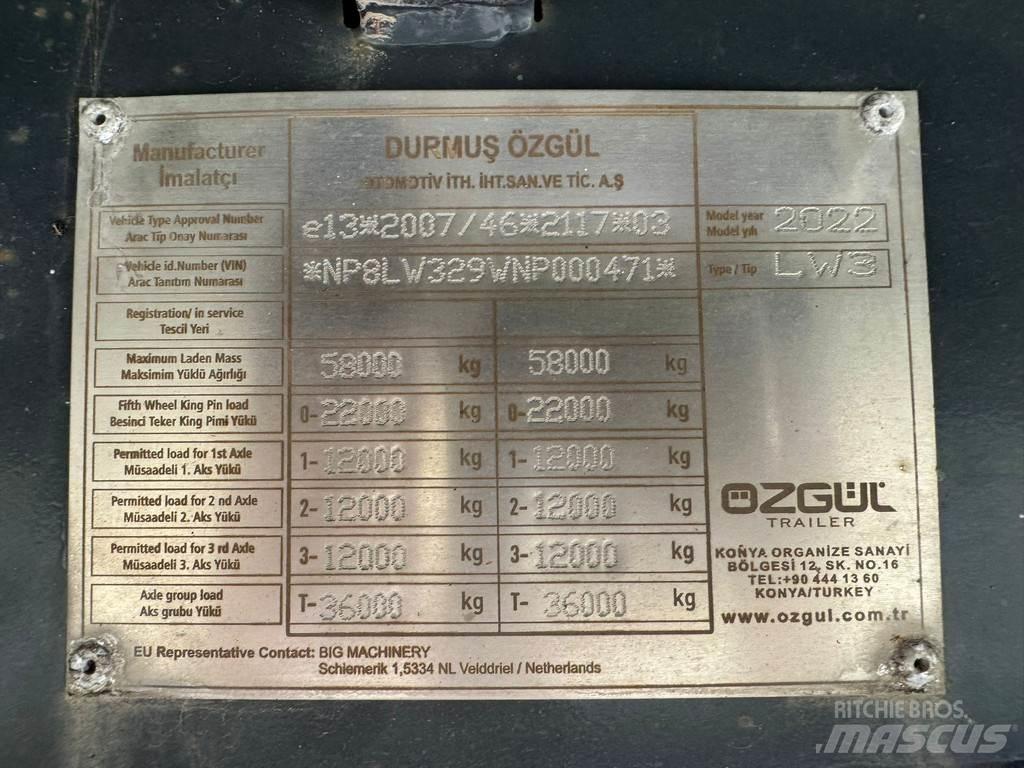 Manufacturer
İmalatçı
DURMUŞ ÖZGÜL
OTOMOTİV İTH. İHT.SAN.VE TİC. A.Ş
Vehicle Type Approval Number
Arac Tip Onay Numarası
e13*2007/46*2117*03
Model year
Model yılı
2022
Vehicle id.Number (VIN)
Arac Tanıtım Numarası
*NP8LW329WNP000471*
Type / Tip
LW3
Registration/ in service
Tescil Yeri
Maximum Laden Mass
Maksimim Yüklü Ağırlığı
58000 kg 58000 kg
Fifth Wheel King Pin load
Besinci Teker King Pimi Yükü
0-22000 kg 0-22000 kg
Permitted load for 1st Axle
Müsaadeli 1. Aks Yükü
1-12000 kg 1-12000 kg
Permitted load for 2 nd Axle
Müsaadeli 2. Aks Yükü
2-12000 kg 2-12000 kg
Permitted load for 3 rd Axle
Müsaadeli 3. Aks Yükü
3-12000 kg 3-12000 kg
Axle group load
Aks grubu Yükü
T-36000 kg T-36000 kg
ÖZGÜL
TRAILER
KOÑYA ORGANIZE SANAYİ
BÖLGESİ 12. SK. NO.16
TEL:+90 444 13 60
KONYA/TURKEY
www.ozgul.com.tr
EU Representative Contact: BIG MACHINERY
Schiemerik 1,5334 NL Velddriel / Netherlands
RITCHIE BROS.
MASCUS